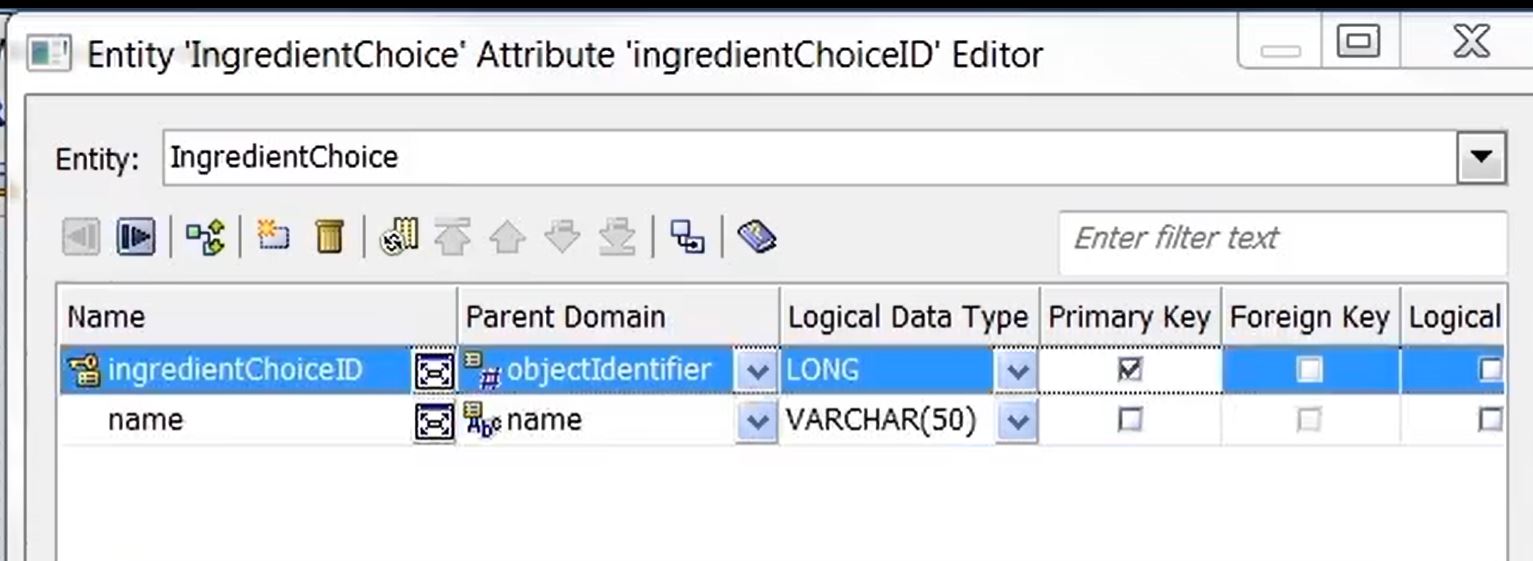 Entity 'IngredientChoice' Attribute 'ingredientChoiceID' Editor
Entity: IngredientChoice
Enter filter text
Name Parent Domain Logical Data Type Primary Key Foreign Key Logical
ingredientChoiceID objectIdentifier LONG
name name VARCHAR(50)